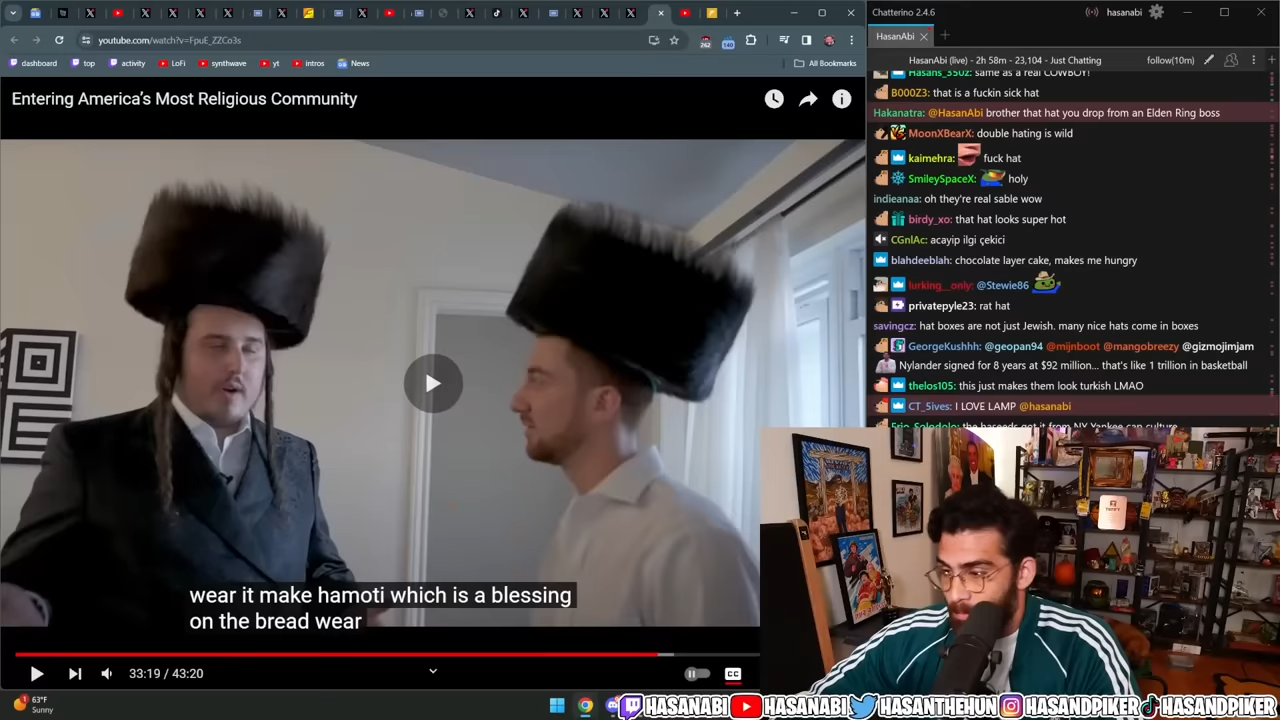 youtube.com/watch?v=FpuE_ZZCo3s
262
140
dashboard
top
activity
LoFi
synthwave
yt
intros
News
All Bookmarks
Entering America's Most Religious Community
wear it make hamoti which is a blessing
on the bread wear
33:19 / 43:20
CC
63°F
Sunny
Chatterino 2.4.6
hasanabi
HasanAbi
HasanAbi (live) - 2h 58m - 23,104 - Just Chatting
follow(10m)
Hasans_350z: same as a real COWBOY!
B000Z3: that is a fuckin sick hat
Hakanatra: @HasanAbi brother that hat you drop from an Elden Ring boss
MoonXBearX: double hating is wild
kaimehra: fuck hat
SmileySpaceX: holy
indieanaa: oh they're real sable wow
birdy_xo: that hat looks super hot
CGnlAc: acayip ilgi çekici
blahdeeblah: chocolate layer cake, makes me hungry
lurking__only: @Stewie86
privatepyle23: rat hat
savingcz: hat boxes are not just Jewish. many nice hats come in boxes
GeorgeKushhh: @geopan94 @mijnboot @mangobreezy @gizmojimjam
Nylander signed for 8 years at $92 million... that's like 1 trillion in basketball
thelos105: this just makes them look turkish LMAO
CT_5ives: I LOVE LAMP @hasanabi
HASANABI
HASANABI
HASANTHEHUN
HASANDPIKER
HASANDPIKER